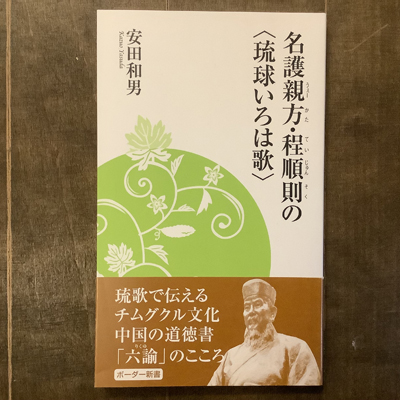 名護親方・程順則の
〈琉球いろは歌〉
安田和男
Kazuo Yasuda
琉歌で伝える
チムグクル文化
中国の道徳書
「六諭」のこころ
ボーダー新書